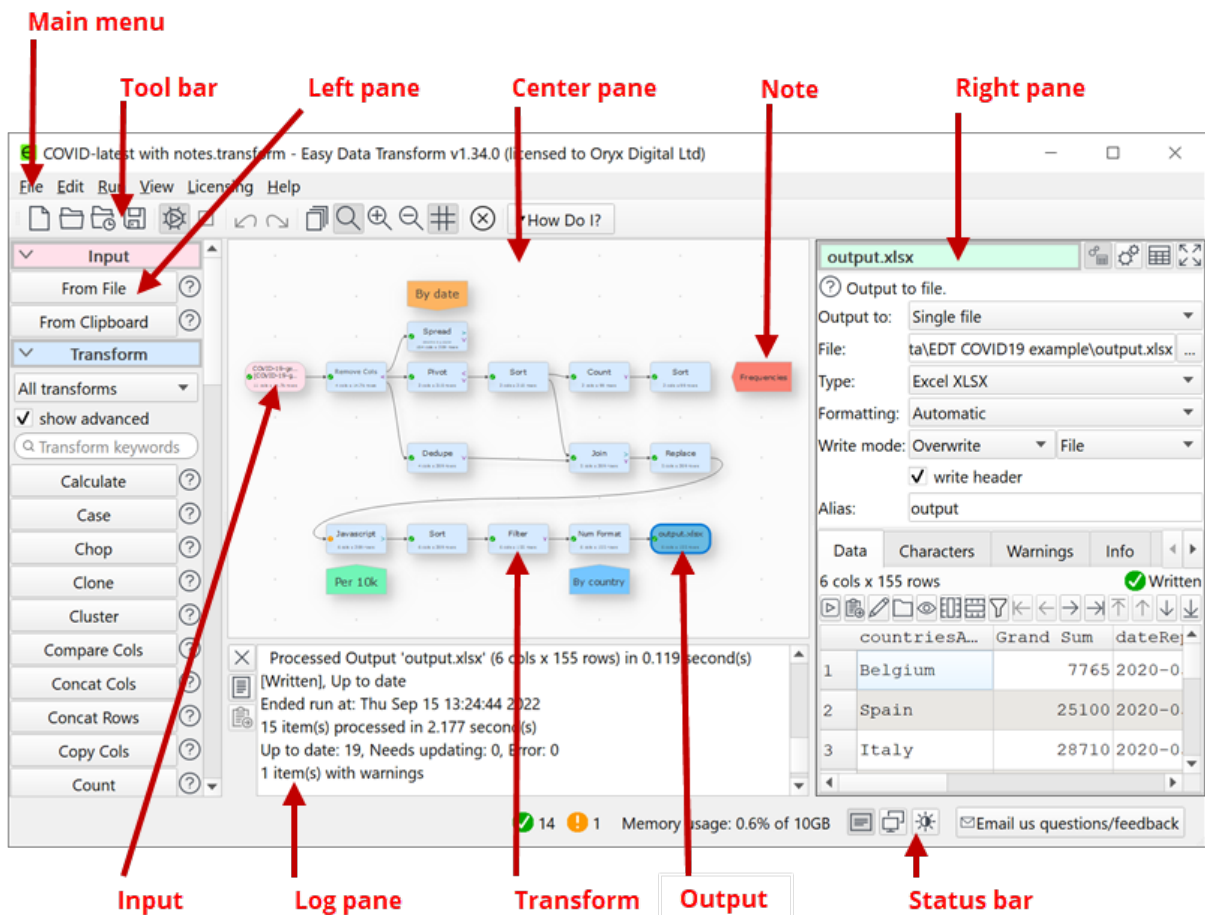 Main menu
Tool bar
Left pane
Center pane
Note
Right pane
COVID-latest with notes.transform - Easy Data Transform v1.34.0 (licensed to Oryx Digital Ltd)
File Edit Run View Licensing Help
How Do I?
Input
From File
From Clipboard
Transform
All transforms
show advanced
Transform keywords
Calculate
Case
Chop
Clone
Cluster
Compare Cols
Concat Cols
Concat Rows
Copy Cols
Count
By date
Spread
COVID-19-ge...
[COVID-19-g...
Remove Cols
Pivot
Sort
Count
Sort
Frequencies
Dedupe
Join
Replace
Javascript
Sort
Filter
Num Format
output.xlsx
Per 10k
By country
Processed Output 'output.xlsx' (6 cols x 155 rows) in 0.119 second(s)
[Written], Up to date
Ended run at: Thu Sep 15 13:24:44 2022
15 item(s) processed in 2.177 second(s)
Up to date: 19, Needs updating: 0, Error: 0
1 item(s) with warnings
output.xlsx
Output to file.
Output to: Single file
File: ta\EDT COVID19 example\output.xlsx ...
Type: Excel XLSX
Formatting: Automatic
Write mode: Overwrite File
write header
Alias: output
Data Characters Warnings Info
6 cols x 155 rows Written
countriesA... Grand Sum dateRep
1 Belgium 7765 2020-0
2 Spain 25100 2020-0
3 Italy 28710 2020-0
14 1 Memory usage: 0.6% of 10GB Email us questions/feedback
Input
Log pane
Transform
Output
Status bar